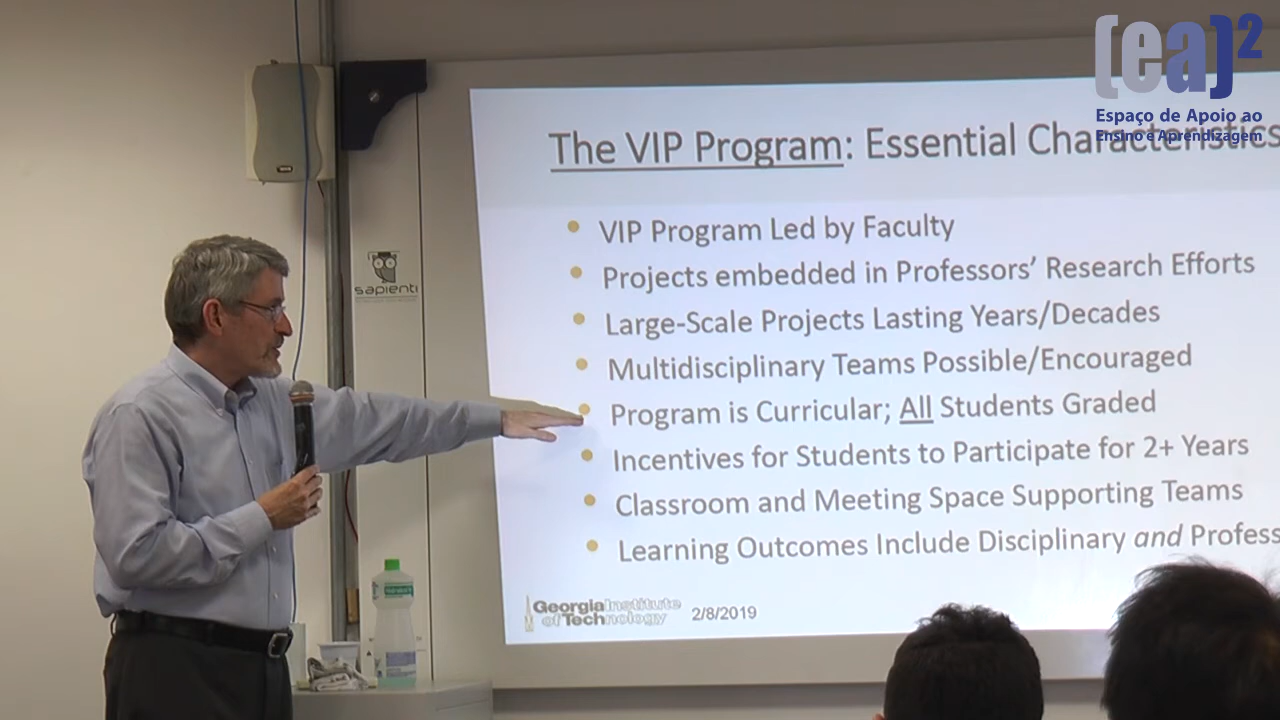 (ea)²
Espaço de Apoio ao
Ensino e Aprendizagem
The VIP Program: Essential Characteristics
VIP Program Led by Faculty
Projects embedded in Professors' Research Efforts
Large-Scale Projects Lasting Years/Decades
Multidisciplinary Teams Possible/Encouraged
Program is Curricular; All Students Graded
Incentives for Students to Participate for 2+ Years
Classroom and Meeting Space Supporting Teams
Learning Outcomes Include Disciplinary and Profess
sapienti
Georgia Institute
of Technology
2/8/2019